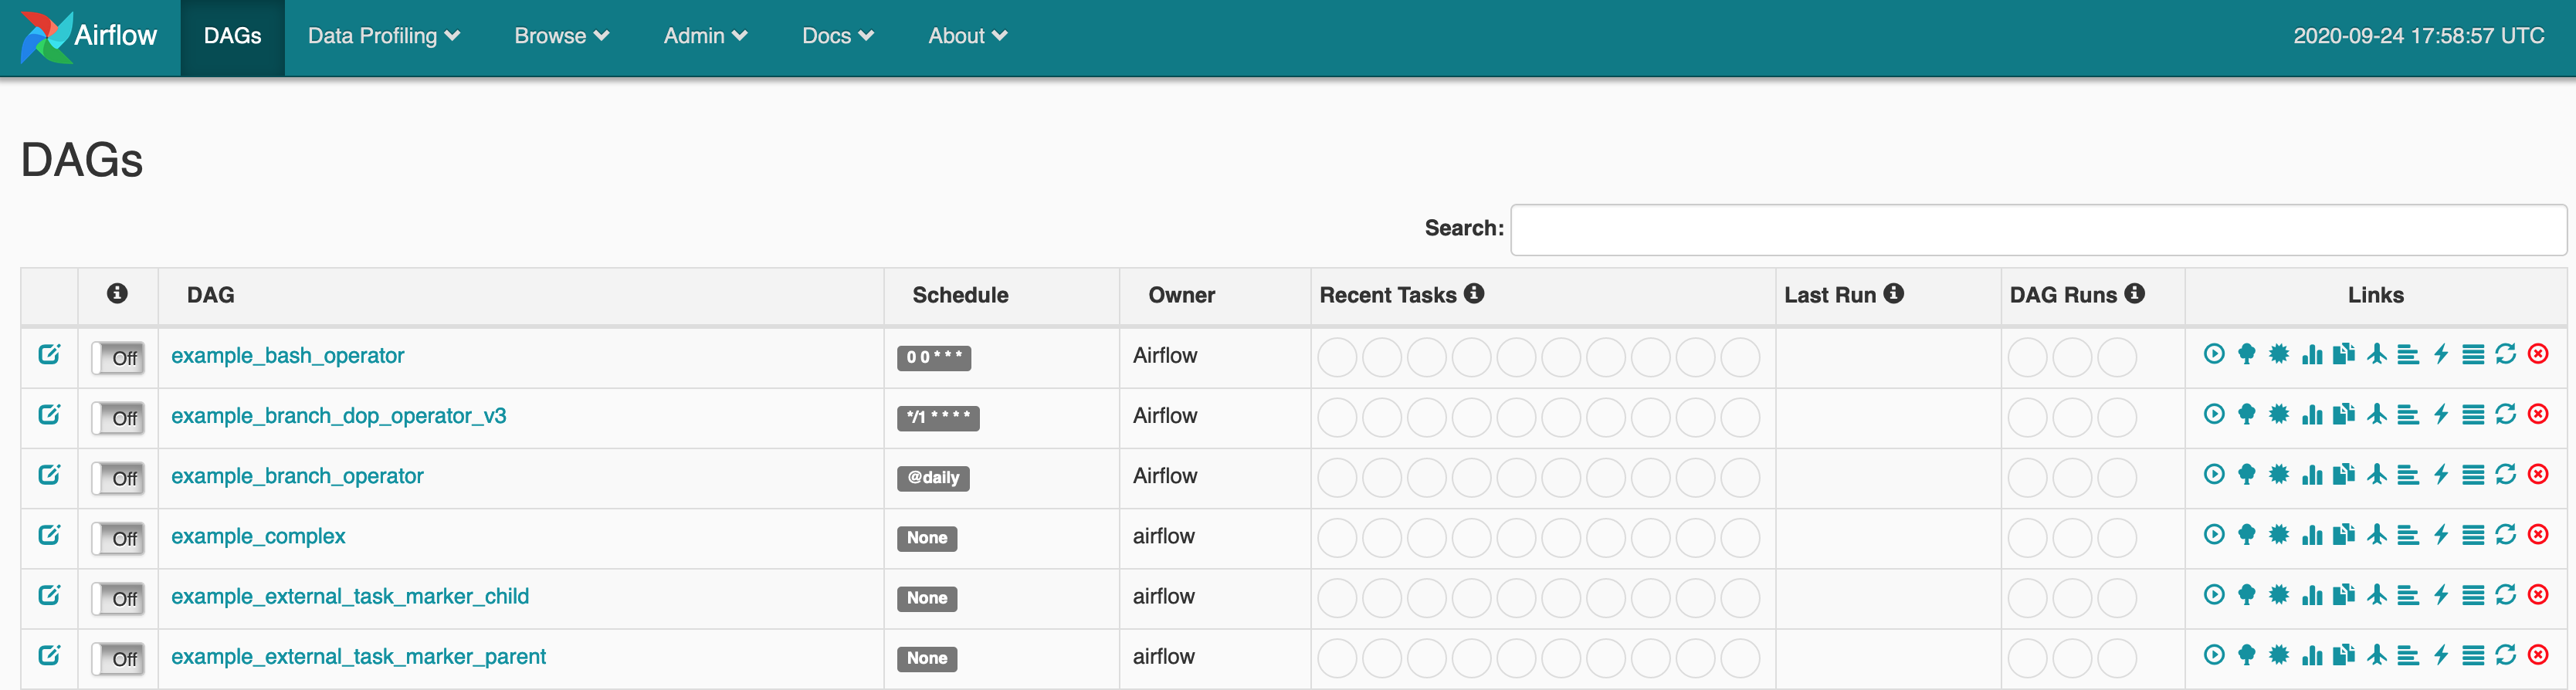 Airflow DAGs Data Profiling Browse Admin Docs About 2020-09-24 17:58:57 UTC
DAGs
Search:
DAG Schedule Owner Recent Tasks Last Run DAG Runs Links
Off example_bash_operator 0 0 * * * Airflow
Off example_branch_dop_operator_v3 */1 * * * * Airflow
Off example_branch_operator @daily Airflow
Off example_complex None airflow
Off example_external_task_marker_child None airflow
Off example_external_task_marker_parent None airflow